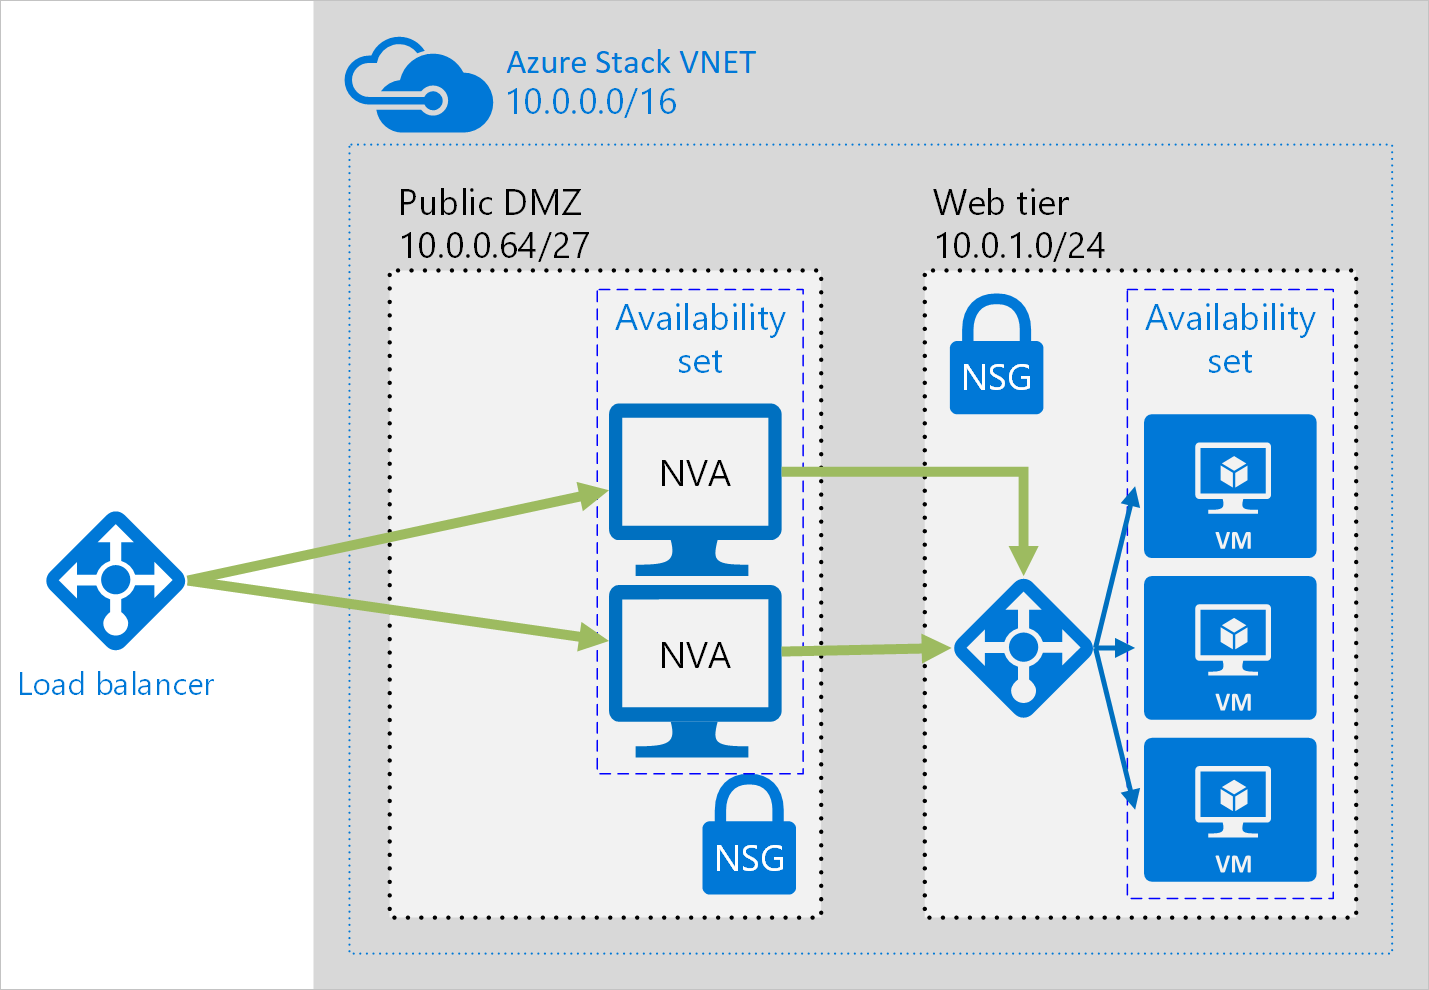 Azure Stack VNET
10.0.0.0/16
Public DMZ
10.0.0.64/27
Web tier
10.0.1.0/24
Availability
set
NVA
NVA
NSG
Load balancer
NSG
Availability
set
VM
VM
VM